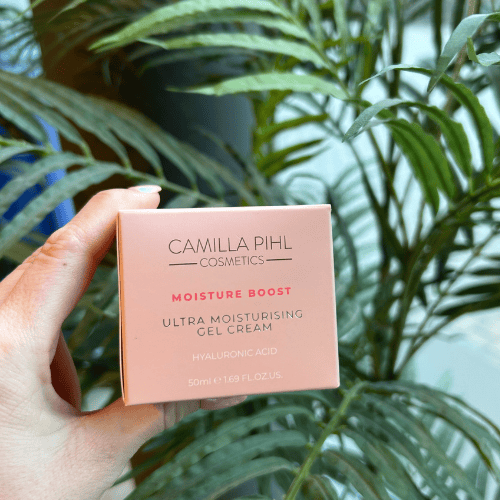 CAMILLA PIHL
COSMETICS
MOISTURE BOOST
ULTRA MOISTURISING
GEL CREAM
HYALURONIC ACID
50ml ℮ 1.69 FL.OZ.US.